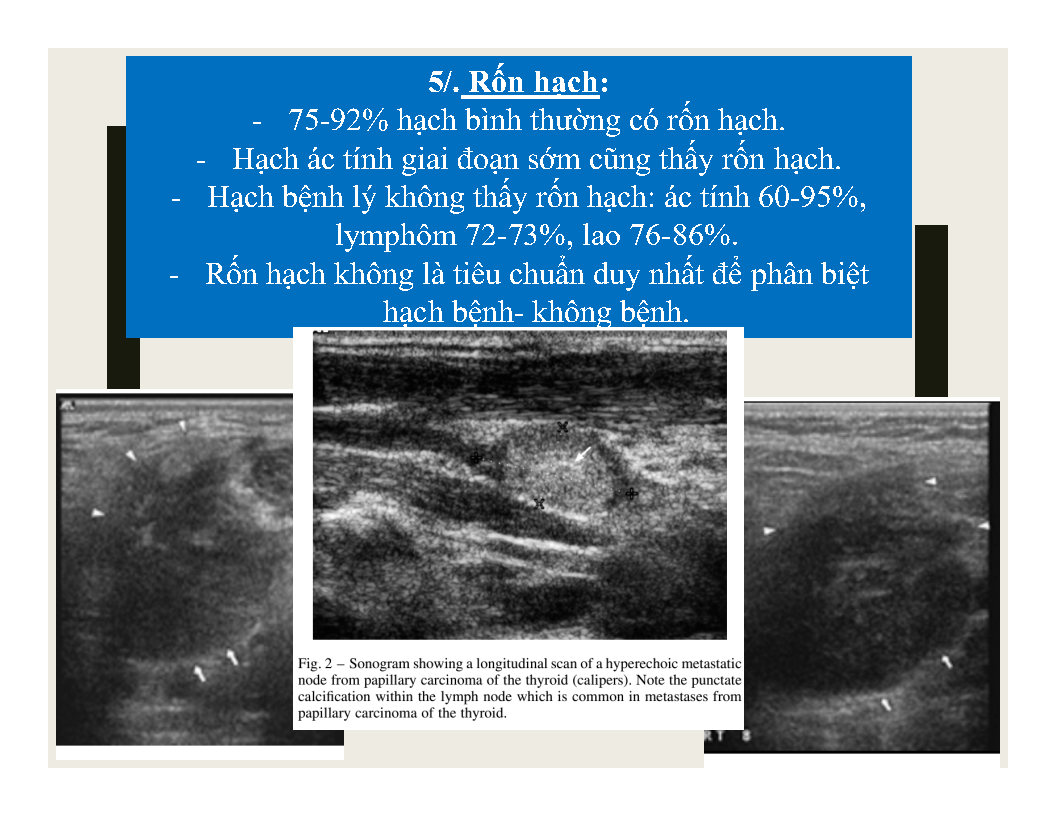 5/. Rốn hạch:
- 75-92% hạch bình thường có rốn hạch.
- Hạch ác tính giai đoạn sớm cũng thấy rốn hạch.
- Hạch bệnh lý không thấy rốn hạch: ác tính 60-95%,
lymphôm 72-73%, lao 76-86%.
- Rốn hạch không là tiêu chuẩn duy nhất để phân biệt
hạch bệnh- không bệnh.
Fig. 2 – Sonogram showing a longitudinal scan of a hyperechoic metastatic
node from papillary carcinoma of the thyroid (calipers). Note the punctate
calcification within the lymph node which is common in metastases from
papillary carcinoma of the thyroid.
RT 8